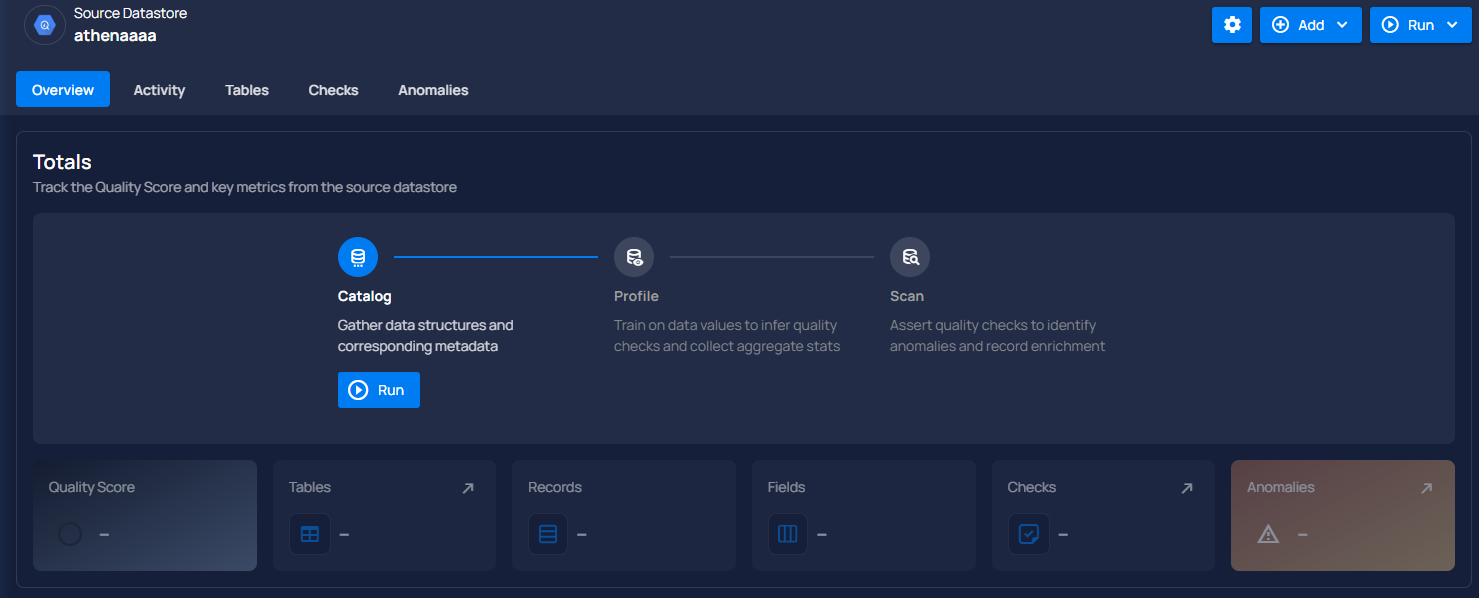 Source Datastore
athenaaaa
Add
Run
Overview
Activity
Tables
Checks
Anomalies
Totals
Track the Quality Score and key metrics from the source datastore
Catalog
Gather data structures and
corresponding metadata
Run
Profile
Train on data values to infer quality
checks and collect aggregate stats
Scan
Assert quality checks to identify
anomalies and record enrichment
Quality Score
–
Tables
–
Records
–
Fields
–
Checks
–
Anomalies
–